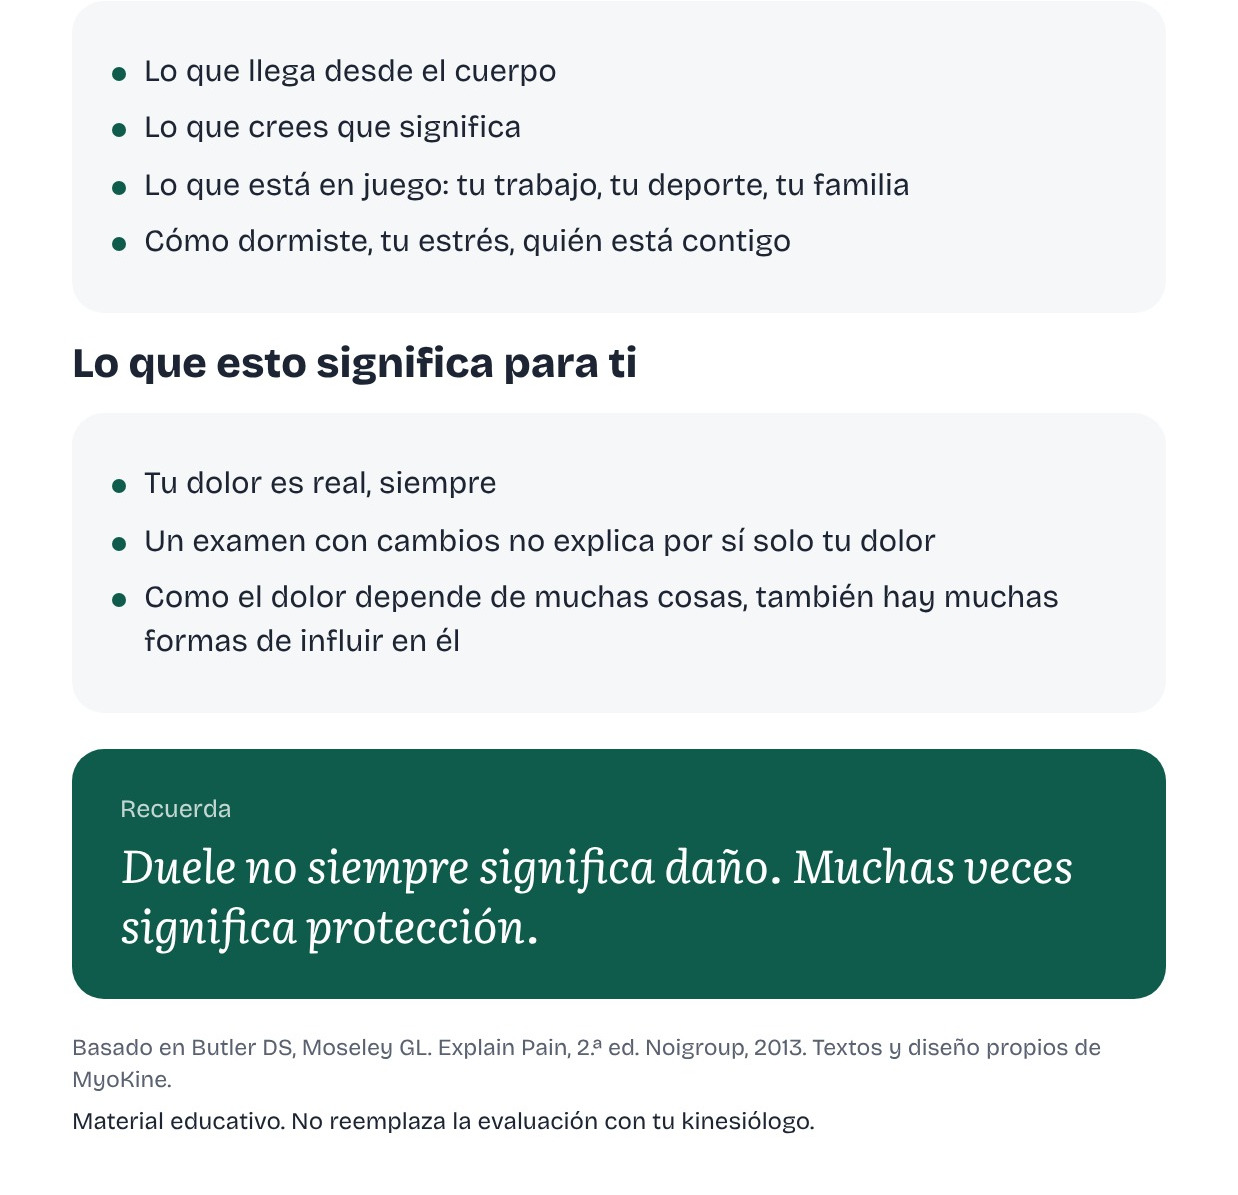 Lo que llega desde el cuerpo
Lo que crees que significa
Lo que está en juego: tu trabajo, tu deporte, tu familia
Cómo dormiste, tu estrés, quién está contigo
Lo que esto significa para ti
Tu dolor es real, siempre
Un examen con cambios no explica por sí solo tu dolor
Como el dolor depende de muchas cosas, también hay muchas
formas de influir en él
Recuerda
Duele no siempre significa daño. Muchas veces
significa protección.
Basado en Butler DS, Moseley GL. Explain Pain, 2.ª ed. Noigroup, 2013. Textos y diseño propios de
MyoKine.
Material educativo. No reemplaza la evaluación con tu kinesiólogo.